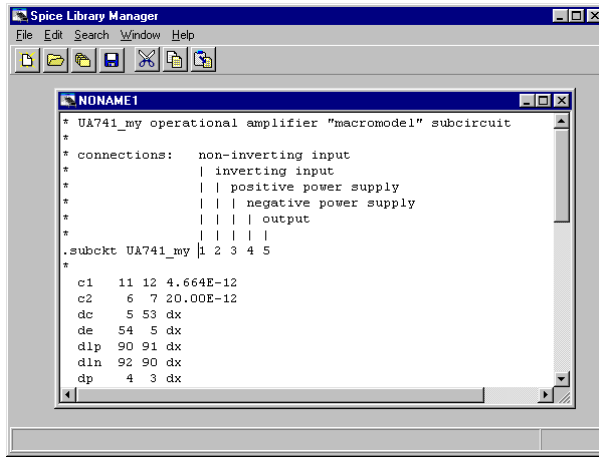 Spice Library Manager
File Edit Search Window Help
NONAME1
* UA741_my operational amplifier "macromodel" subcircuit
*
* connections:   non-inverting input
*                | inverting input
*                | | positive power supply
*                | | | negative power supply
*                | | | | output
*                | | | | |
.subckt UA741_my 1 2 3 4 5
*
  c1   11 12 4.664E-12
  c2    6  7 20.00E-12
  dc    5 53 dx
  de   54  5 dx
  dlp  90 91 dx
  dln  92 90 dx
  dp    4  3 dx